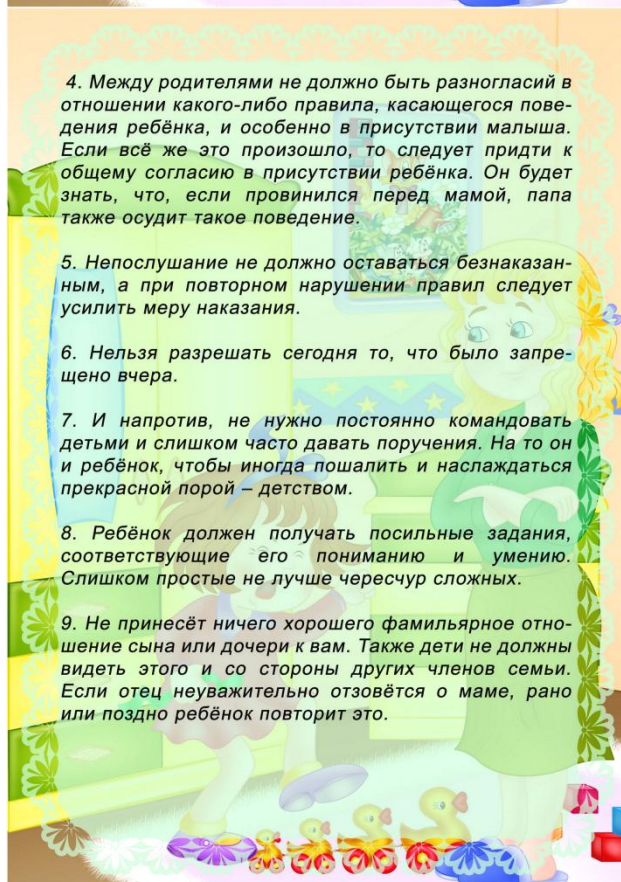 4. Между родителями не должно быть разногласий в
отношении какого-либо правила, касающегося пове-
дения ребёнка, и особенно в присутствии малыша.
Если всё же это произошло, то следует придти к
общему согласию в присутствии ребёнка. Он будет
знать, что, если провинился перед мамой, папа
также осудит такое поведение.
5. Непослушание не должно оставаться безнаказан-
ным, а при повторном нарушении правил следует
усилить меру наказания.
6. Нельзя разрешать сегодня то, что было запре-
щено вчера.
7. И напротив, не нужно постоянно командовать
детьми и слишком часто давать поручения. На то он
и ребёнок, чтобы иногда пошалить и наслаждаться
прекрасной порой – детством.
8. Ребёнок должен получать посильные задания,
соответствующие его пониманию и умению.
Слишком простые не лучше чересчур сложных.
9. Не принесёт ничего хорошего фамильярное отно-
шение сына или дочери к вам. Также дети не должны
видеть этого и со стороны других членов семьи.
Если отец неуважительно отзовётся о маме, рано
или поздно ребёнок повторит это.